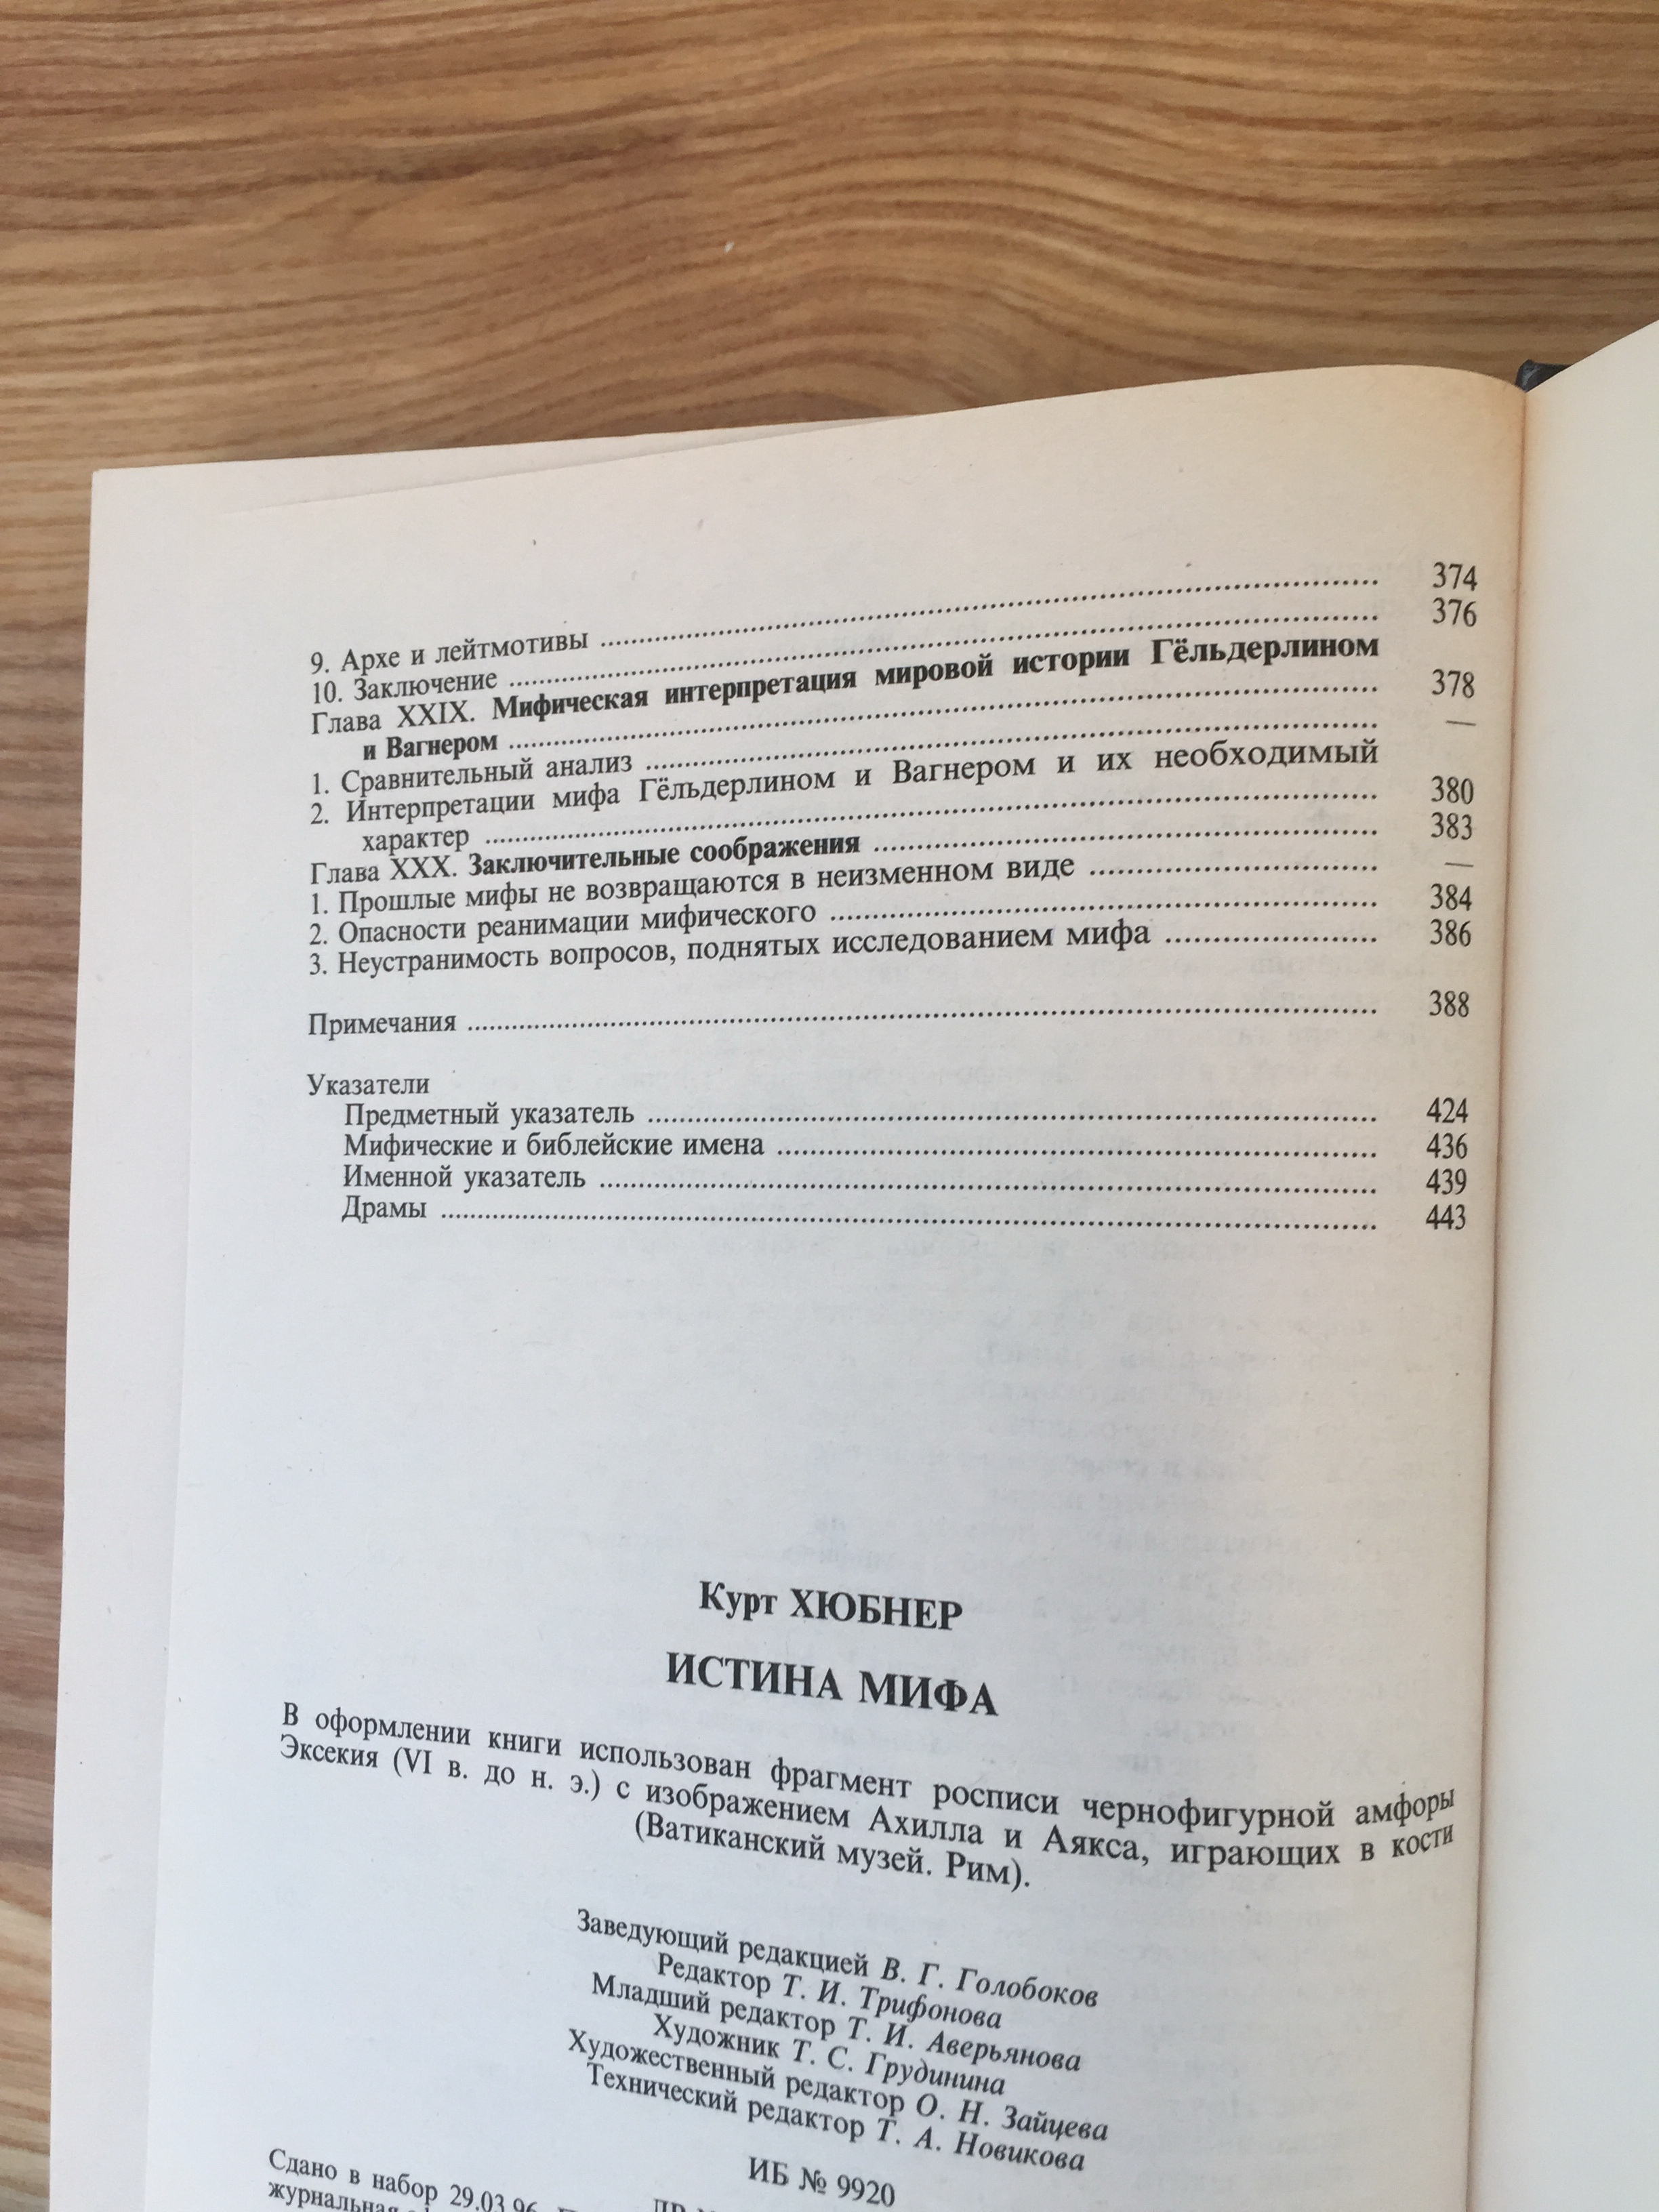 9. Архе и лейтмотивы ........ 374
10. Заключение ........ 376
Глава XXIX. Мифическая интерпретация мировой истории Гёльдерлином
и Вагнером ........ 378
1. Сравнительный анализ ........ —
2. Интерпретации мифа Гёльдерлином и Вагнером и их необходимый
характер ........ 380
Глава XXX. Заключительные соображения ........ 383
1. Прошлые мифы не возвращаются в неизменном виде ........ —
2. Опасности реанимации мифического ........ 384
3. Неустранимость вопросов, поднятых исследованием мифа ........ 386
Примечания ........ 388
Указатели
Предметный указатель ........ 424
Мифические и библейские имена ........ 436
Именной указатель ........ 439
Драмы ........ 443
Курт ХЮБНЕР
ИСТИНА МИФА
В оформлении книги использован фрагмент росписи чернофигурной амфоры
Эксекия (VI в. до н. э.) с изображением Ахилла и Аякса, играющих в кости
(Ватиканский музей. Рим).
Заведующий редакцией В. Г. Голобоков
Редактор Т. И. Трифонова
Младший редактор Т. И. Аверьянова
Художник Т. С. Грудинина
Художественный редактор О. Н. Зайцева
Технический редактор Т. А. Новикова
ИБ № 9920
Сдано в набор 29.03.96.
журнальная